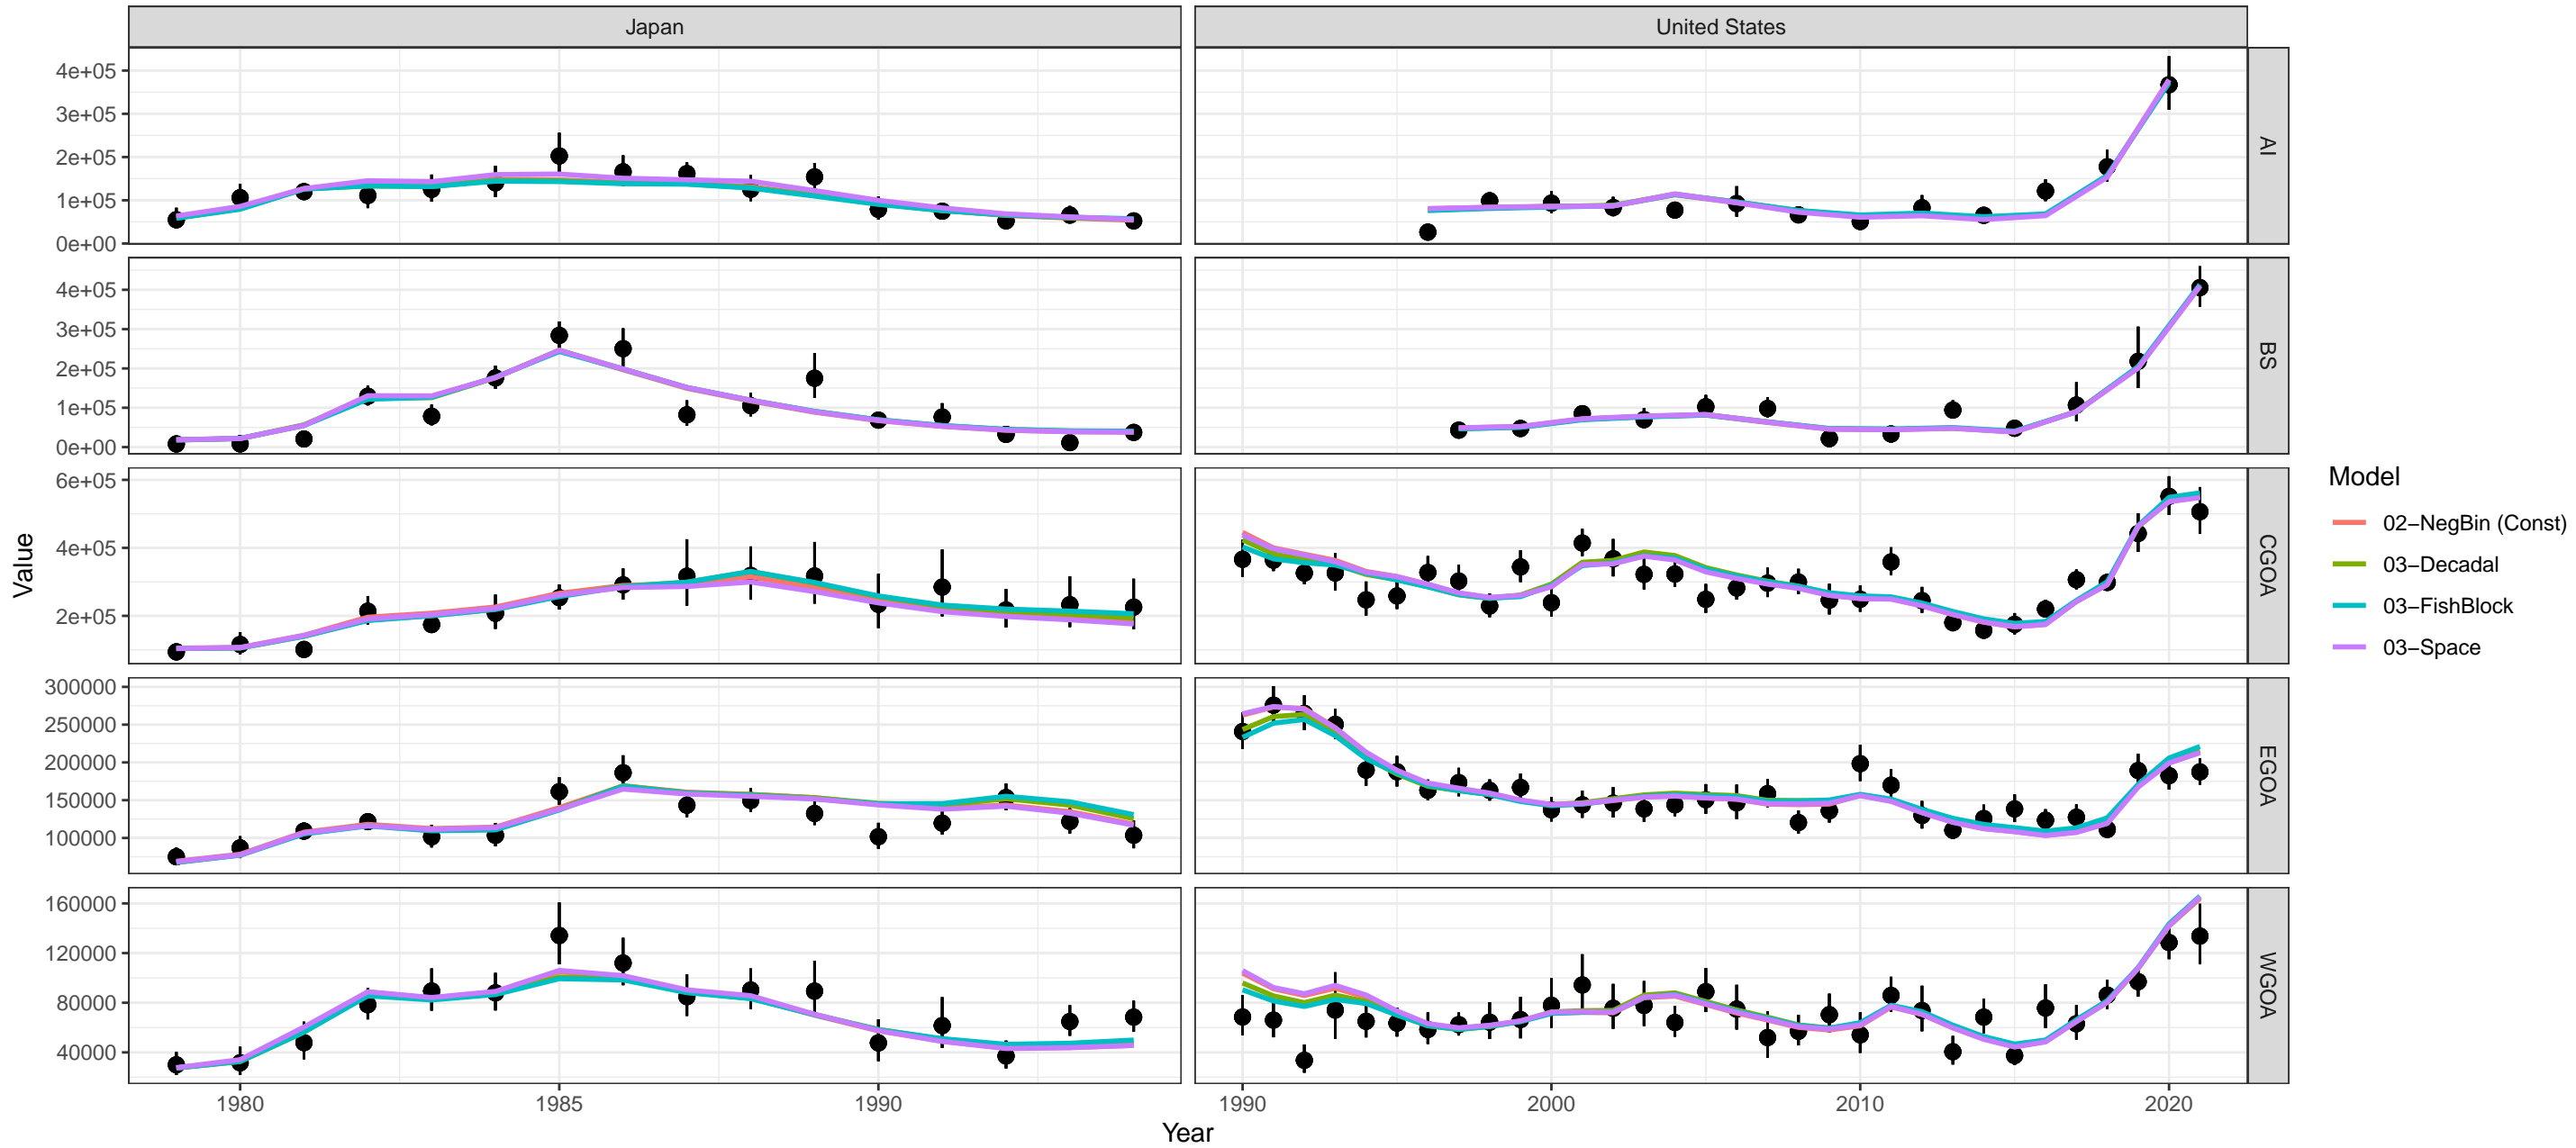 Japan
United States
4e+05
3e+05
2e+05
1e+05
0e+00
AI
4e+05
3e+05
2e+05
1e+05
0e+00
BS
6e+05
4e+05
2e+05
CGOA
300000
250000
200000
150000
100000
EGOA
160000
120000
80000
40000
WGOA
1980
1985
1990
1990
2000
2010
2020
Year
Value
Model
02−NegBin (Const)
03−Decadal
03−FishBlock
03−Space